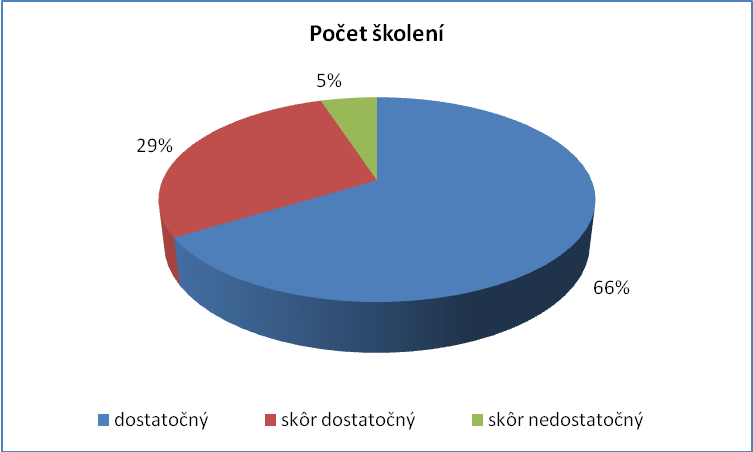 Počet školení
5%
29%
66%
dostatočný
skôr dostatočný
skôr nedostatočný